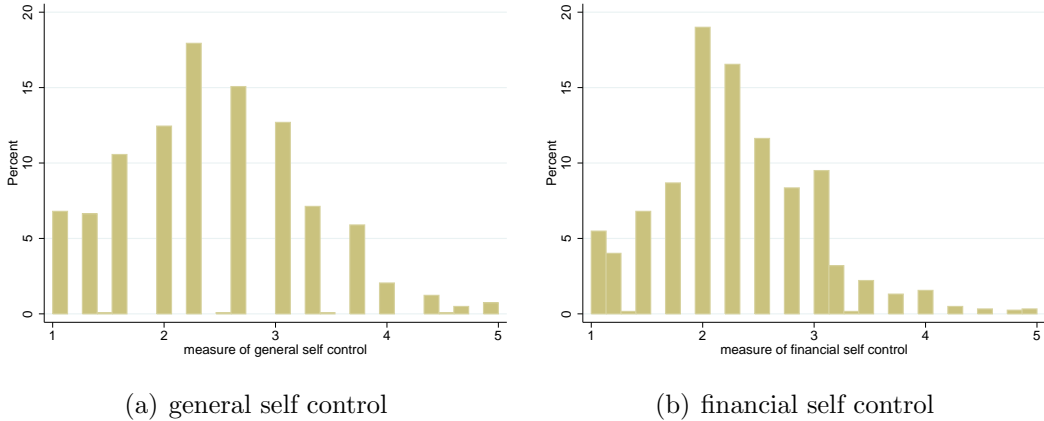 20
15
10
5
0
Percent
1 2 3 4 5
measure of general self control
(a) general self control
20
15
10
5
0
Percent
1 2 3 4 5
measure of financial self control
(b) financial self control